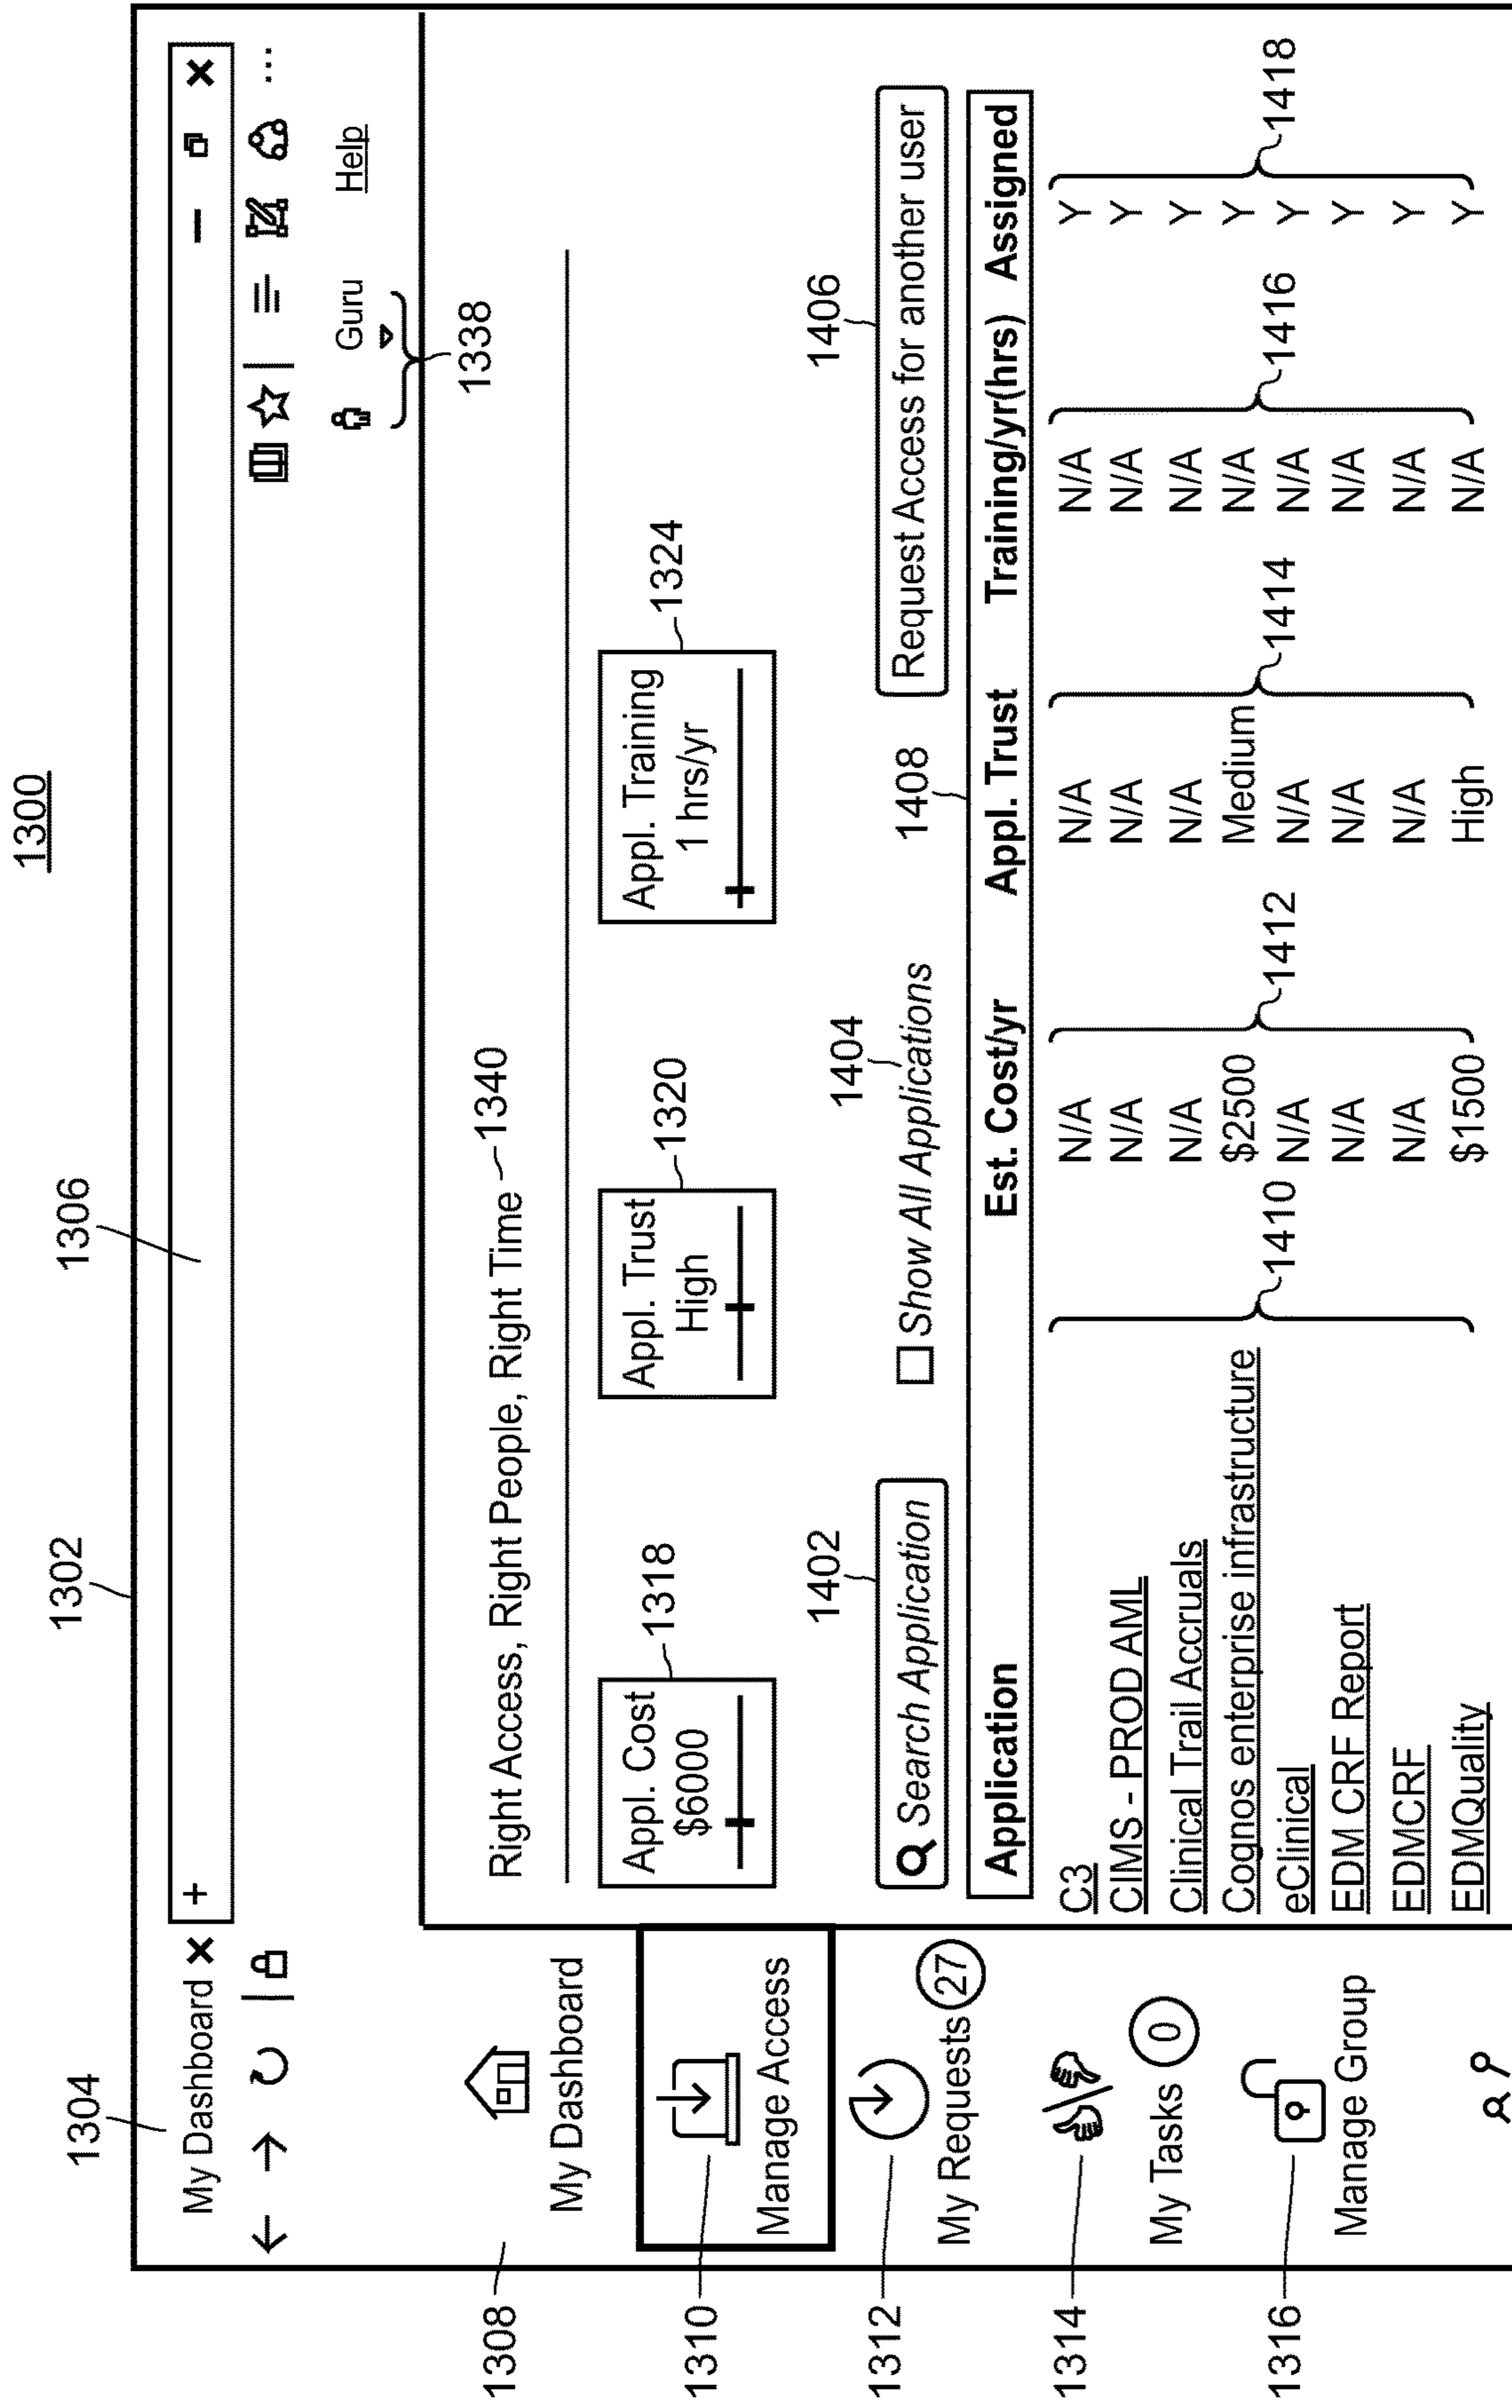 1300
1302
1304
1306
My Dashboard
+
Guru
Help
1338
1308
My Dashboard
1310
Manage Access
1312
My Requests 27
1314
My Tasks 0
1316
Manage Group
Right Access, Right People, Right Time
1340
Appl. Cost
$6000
1318
Appl. Trust
High
1320
Appl. Training
1 hrs/yr
1324
1402
1404
1406
Search Application
Show All Applications
1408
Request Access for another user
Application Est. Cost/yr Appl. Trust Training/yr(hrs) Assigned
C3 N/A N/A N/A Y
CIMS - PROD AML N/A N/A N/A Y
Clinical Trail Accruals N/A N/A N/A Y
Cognos enterprise infrastructure $2500 Medium N/A Y
eClinical N/A N/A N/A Y
EDM CRF Report N/A N/A N/A Y
EDMCRF N/A N/A N/A Y
EDMQuality $1500 High N/A Y
1410
1412
1414
1416
1418